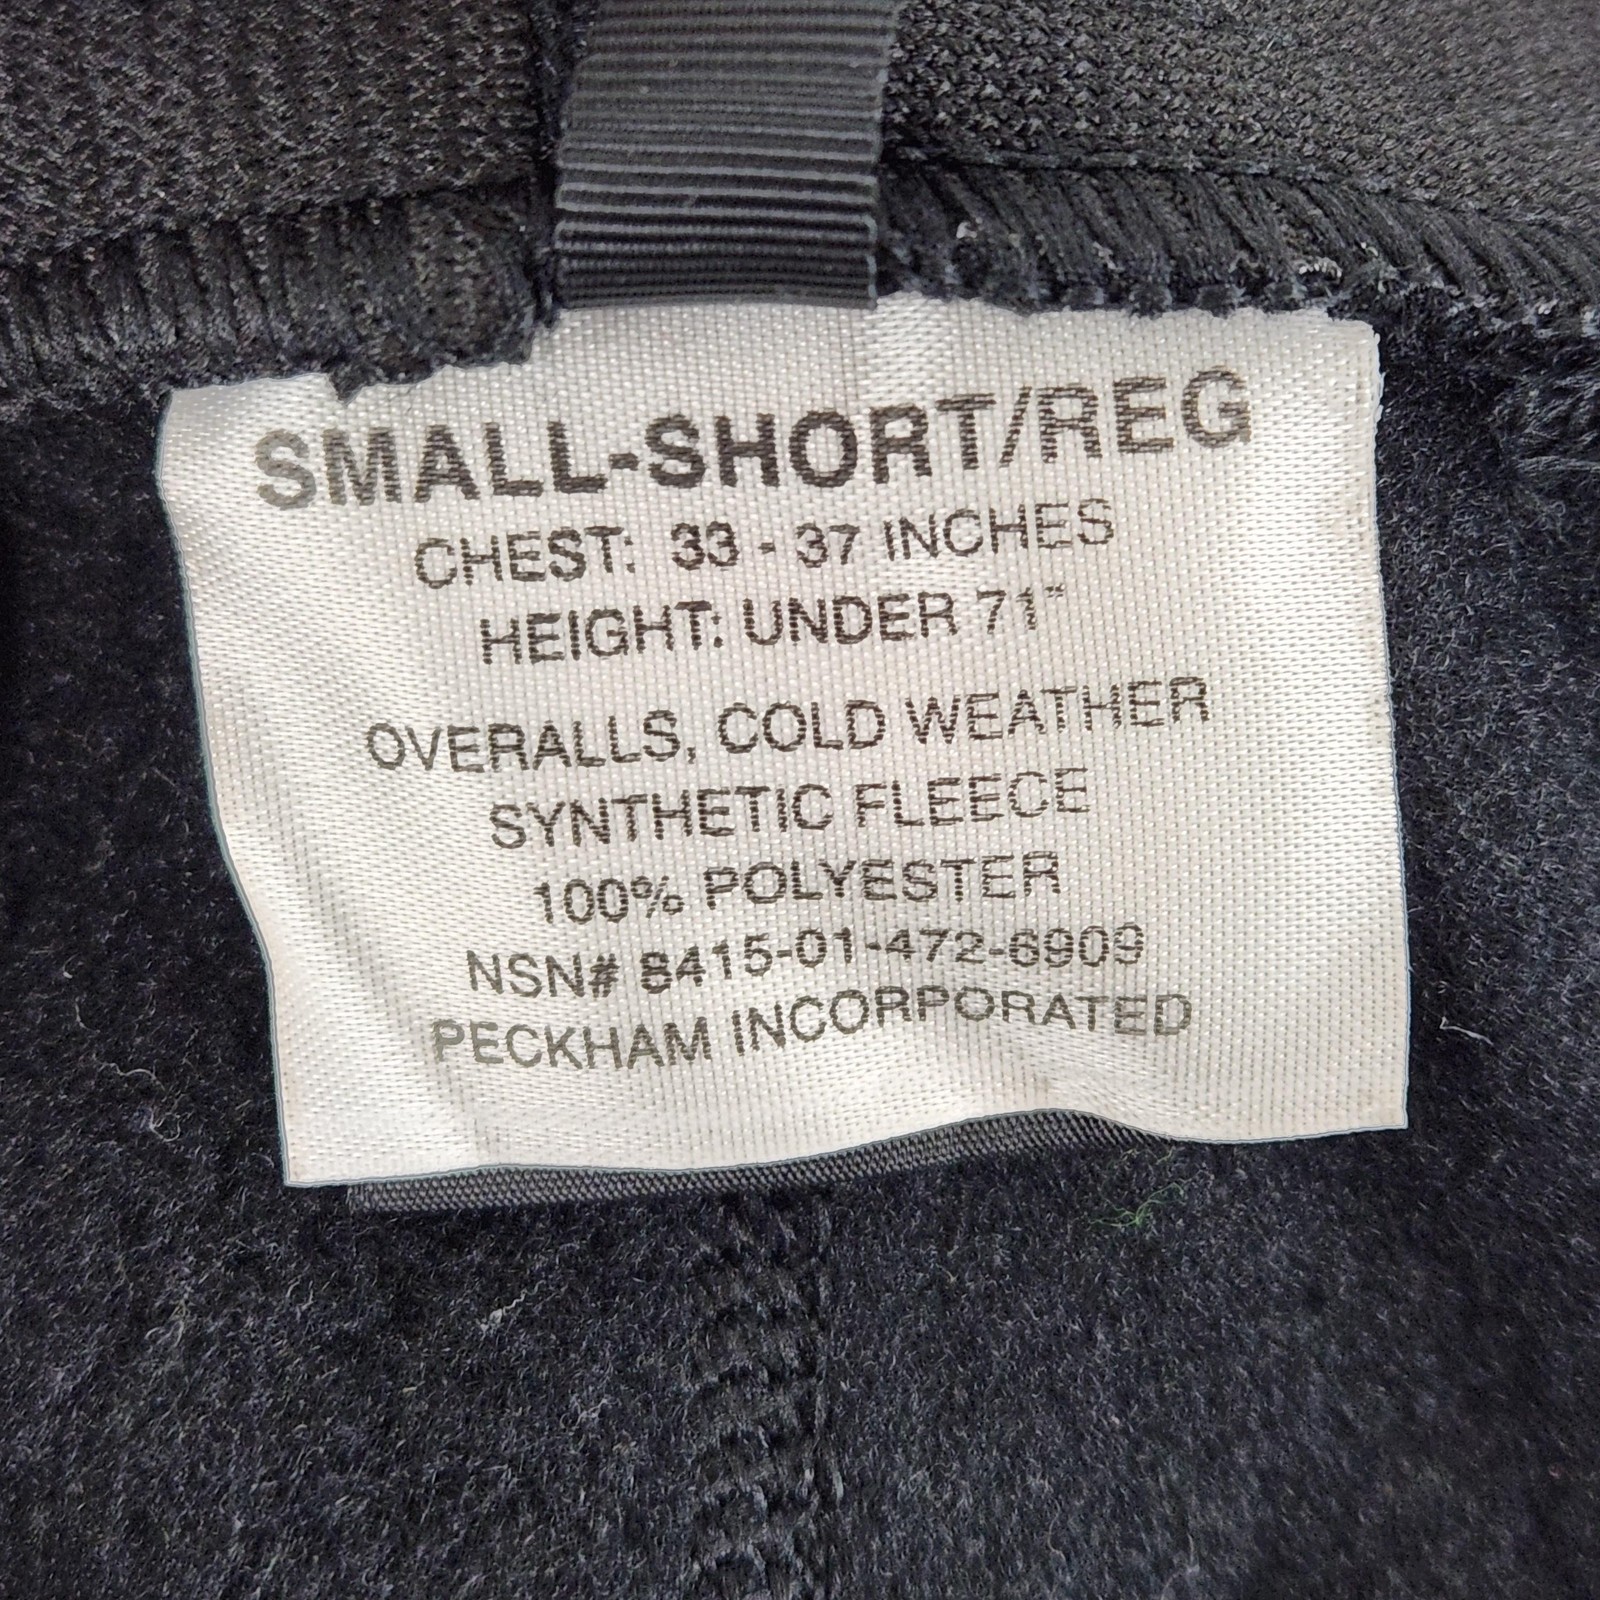 SMALL-SHORT/REG
CHEST: 33 - 37 INCHES
HEIGHT: UNDER 71"
OVERALLS, COLD WEATHER
SYNTHETIC FLEECE
100% POLYESTER
NSN# 8415-01-472-6909
PECKHAM INCORPORATED